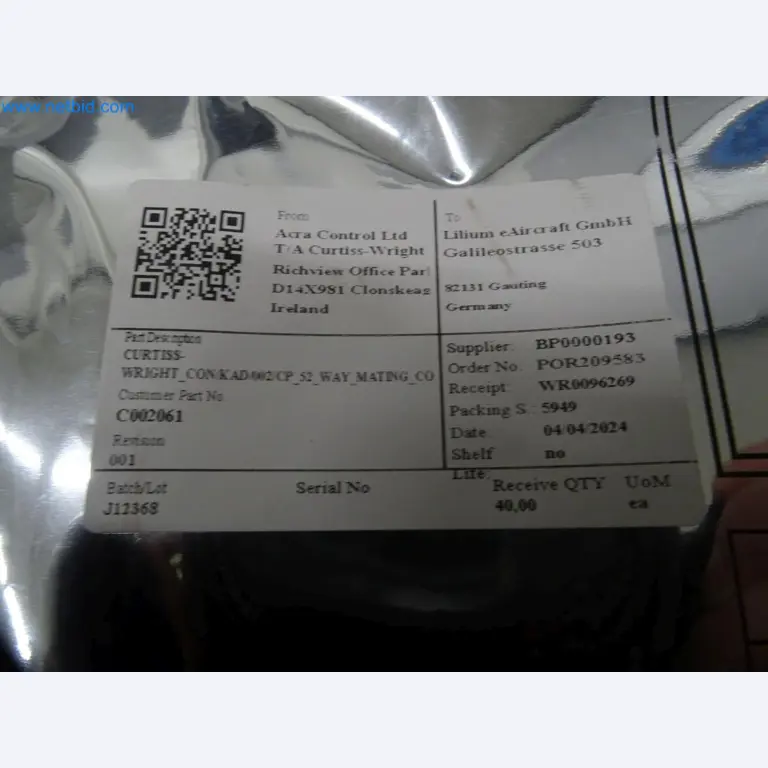 www.netbid.com
From
Acra Control Ltd
T/A Curtiss-Wright
Richview Office Par
D14X981 Clonskeag
Ireland
To
Lilium eAircraft GmbH
Galileostrasse 503
82131 Gauting
Germany
Part Description
CURTISS-
WRIGHT_CON/KAD/002/CP_52_WAY_MATING_CO
Customer Part No
C002061
Revision
001
Supplier: BP0000193
Order No. POR209583
Receipt: WR0096269
Packing S.: 5949
Date: 04/04/2024
Shelf no
Life:
Batch/Lot
J12368
Serial No
Receive QTY
40,00
UoM
ea